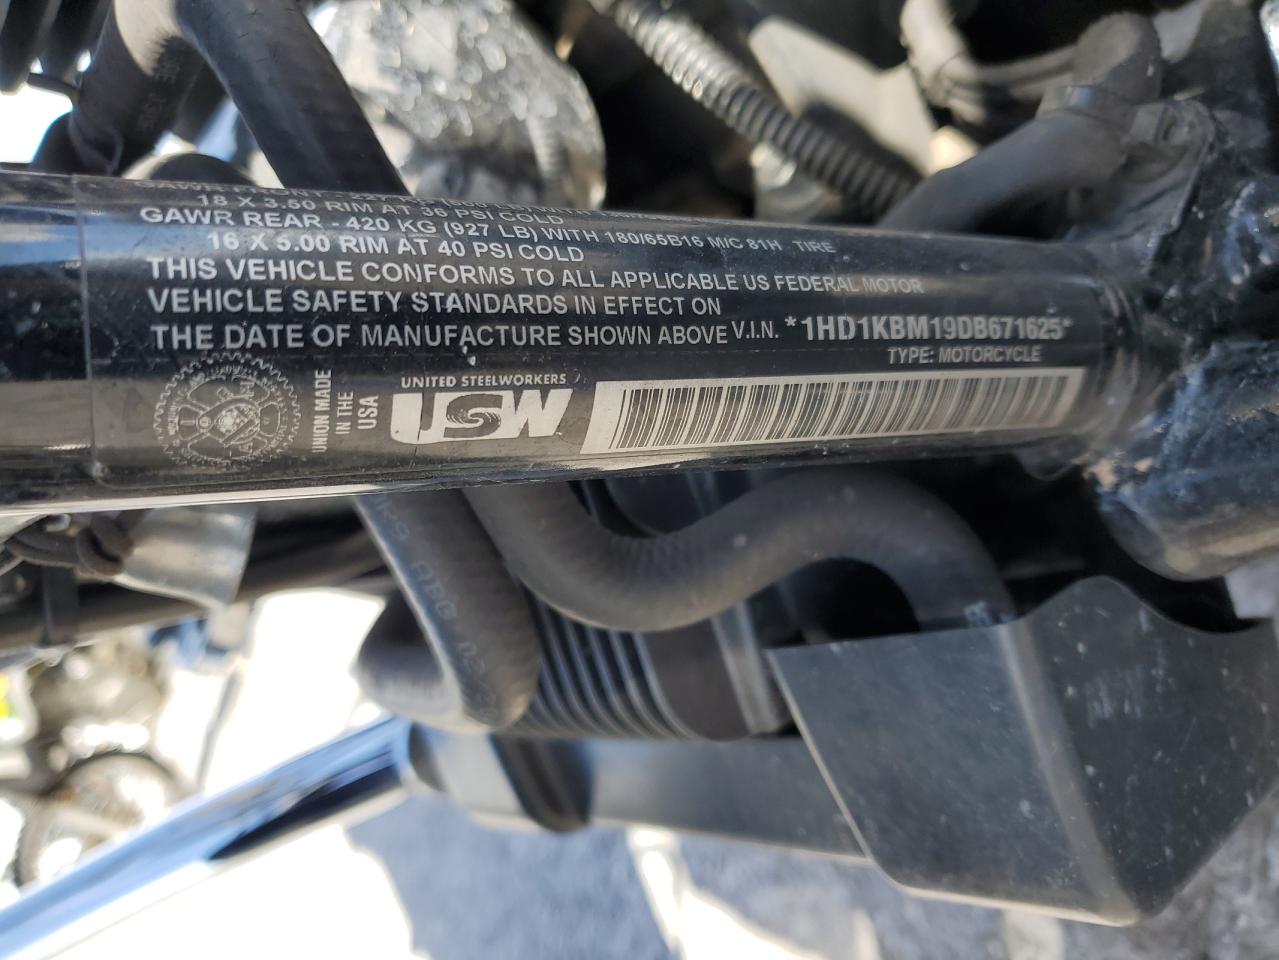 18 X 3.50 RIM AT 36 PSI COLD
GAWR REAR - 420 KG (927 LB) WITH 180/65B16 M/C 81H TIRE
16 X 5.00 RIM AT 40 PSI COLD
THIS VEHICLE CONFORMS TO ALL APPLICABLE US FEDERAL MOTOR
VEHICLE SAFETY STANDARDS IN EFFECT ON
THE DATE OF MANUFACTURE SHOWN ABOVE V.I.N. *1HD1KBM19DB671625*
TYPE: MOTORCYCLE
UNION MADE
IN THE
USA
UNITED STEELWORKERS
USW